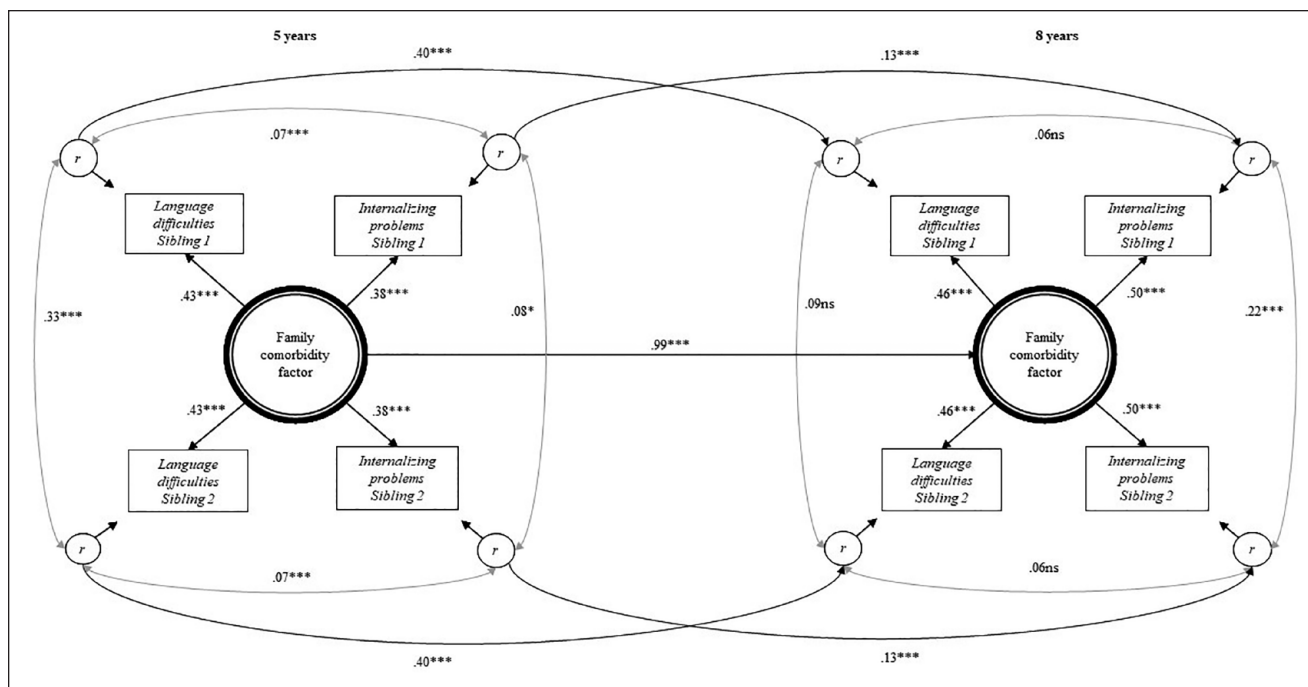 5 years
8 years
.40***
.13***
.07***
.06ns
r
r
r
r
Language
difficulties
Sibling 1
Internalizing
problems
Sibling 1
Language
difficulties
Sibling 1
Internalizing
problems
Sibling 1
.43***
.38***
.46***
.50***
.33***
.08*
.09ns
.22***
Family
comorbidity
factor
.99***
Family
comorbidity
factor
.43***
.38***
.46***
.50***
Language
difficulties
Sibling 2
Internalizing
problems
Sibling 2
Language
difficulties
Sibling 2
Internalizing
problems
Sibling 2
r
r
r
r
.07***
.06ns
.40***
.13***